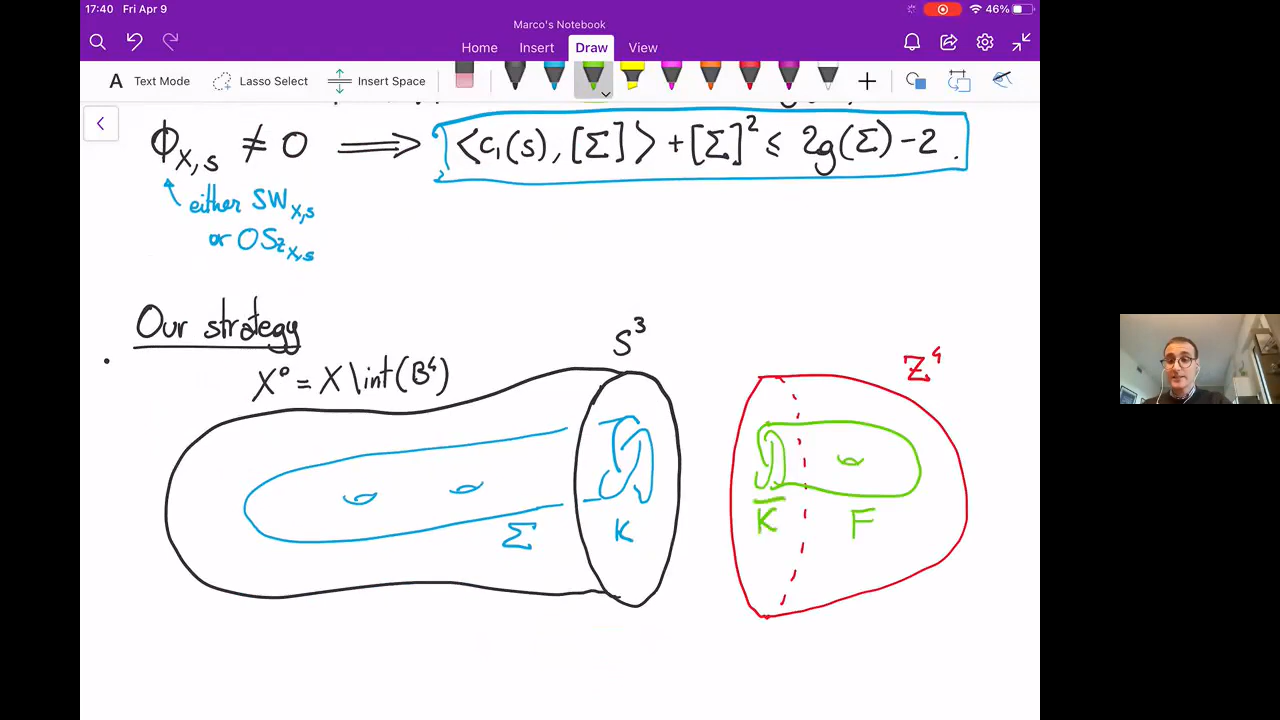 17:40 Fri Apr 9
46%
Marco's Notebook
Home Insert Draw View
Text Mode Lasso Select Insert Space
Φ_{X,s} ≠ 0 ⟹ <c₁(s), [Σ]> + [Σ]² ≤ 2g(Σ) - 2 .
either SW_{X,s}
or OSz_{X,s}
Our strategy
S³
X° = X \ int(B⁴)
Z⁴
Σ
K
K̅
F